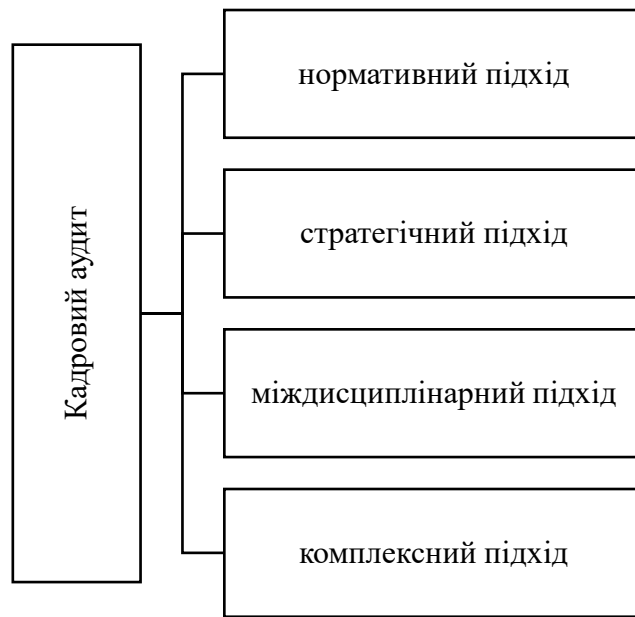 Кадровий аудит
нормативний підхід
стратегічний підхід
міждисциплінарний підхід
комплексний підхід